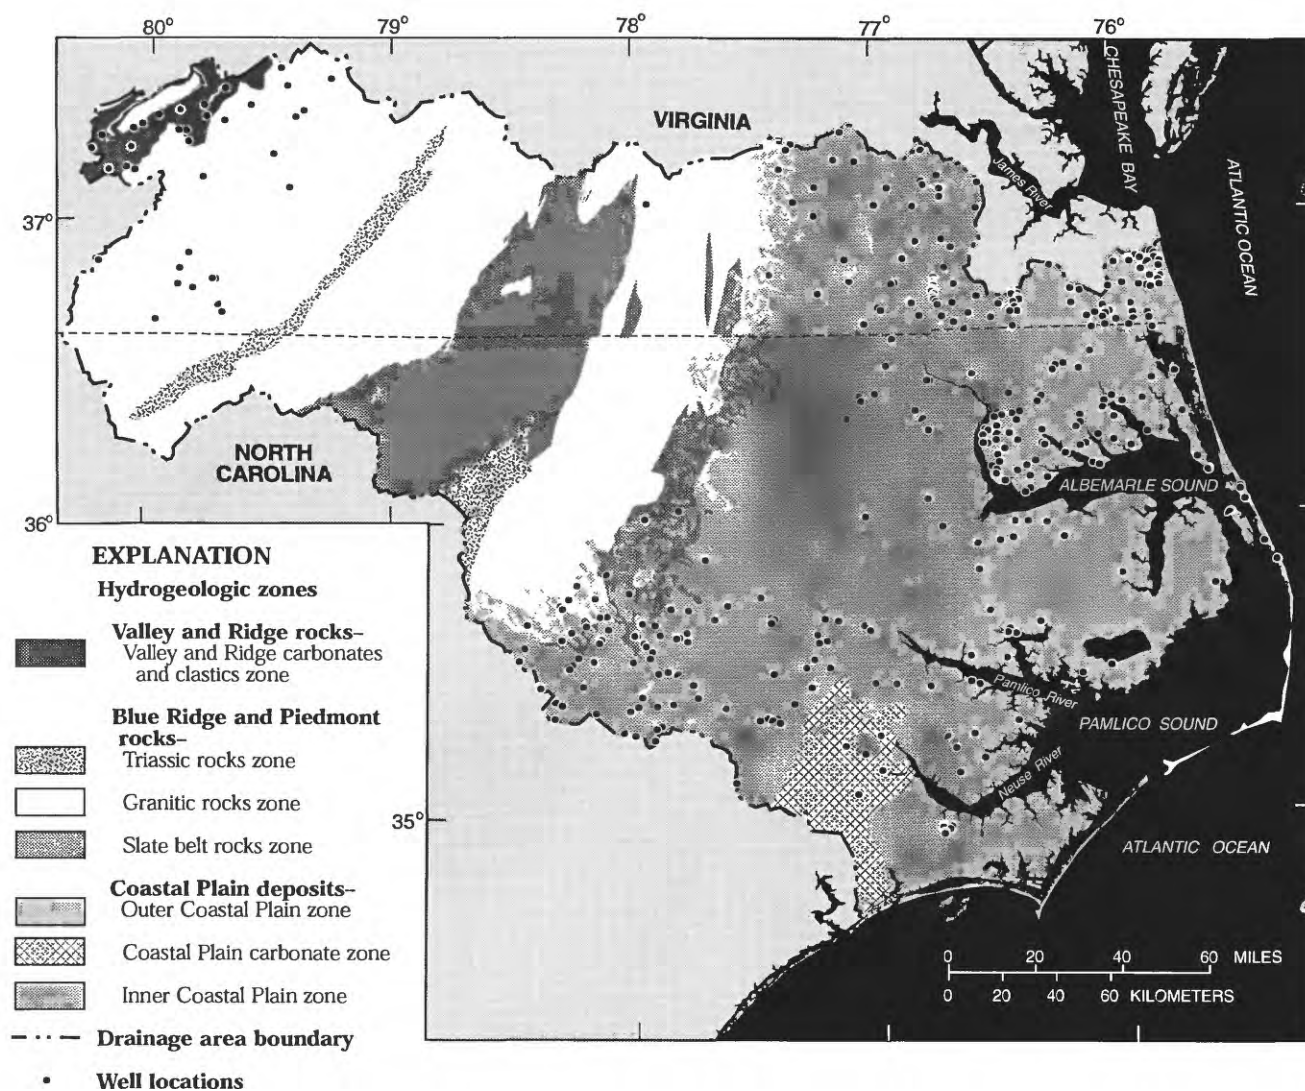 80° 79° 78° 77° 76°
VIRGINIA
CHESAPEAKE BAY
James River
ATLANTIC OCEAN
37°
NORTH
CAROLINA
ALBEMARLE SOUND
36°
Pamlico River
PAMLICO SOUND
Neuse River
35°
ATLANTIC OCEAN
EXPLANATION
Hydrogeologic zones
Valley and Ridge rocks–
Valley and Ridge carbonates
and clastics zone
Blue Ridge and Piedmont
rocks–
Triassic rocks zone
Granitic rocks zone
Slate belt rocks zone
Coastal Plain deposits–
Outer Coastal Plain zone
Coastal Plain carbonate zone
Inner Coastal Plain zone
Drainage area boundary
Well locations
0 20 40 60 MILES
0 20 40 60 KILOMETERS